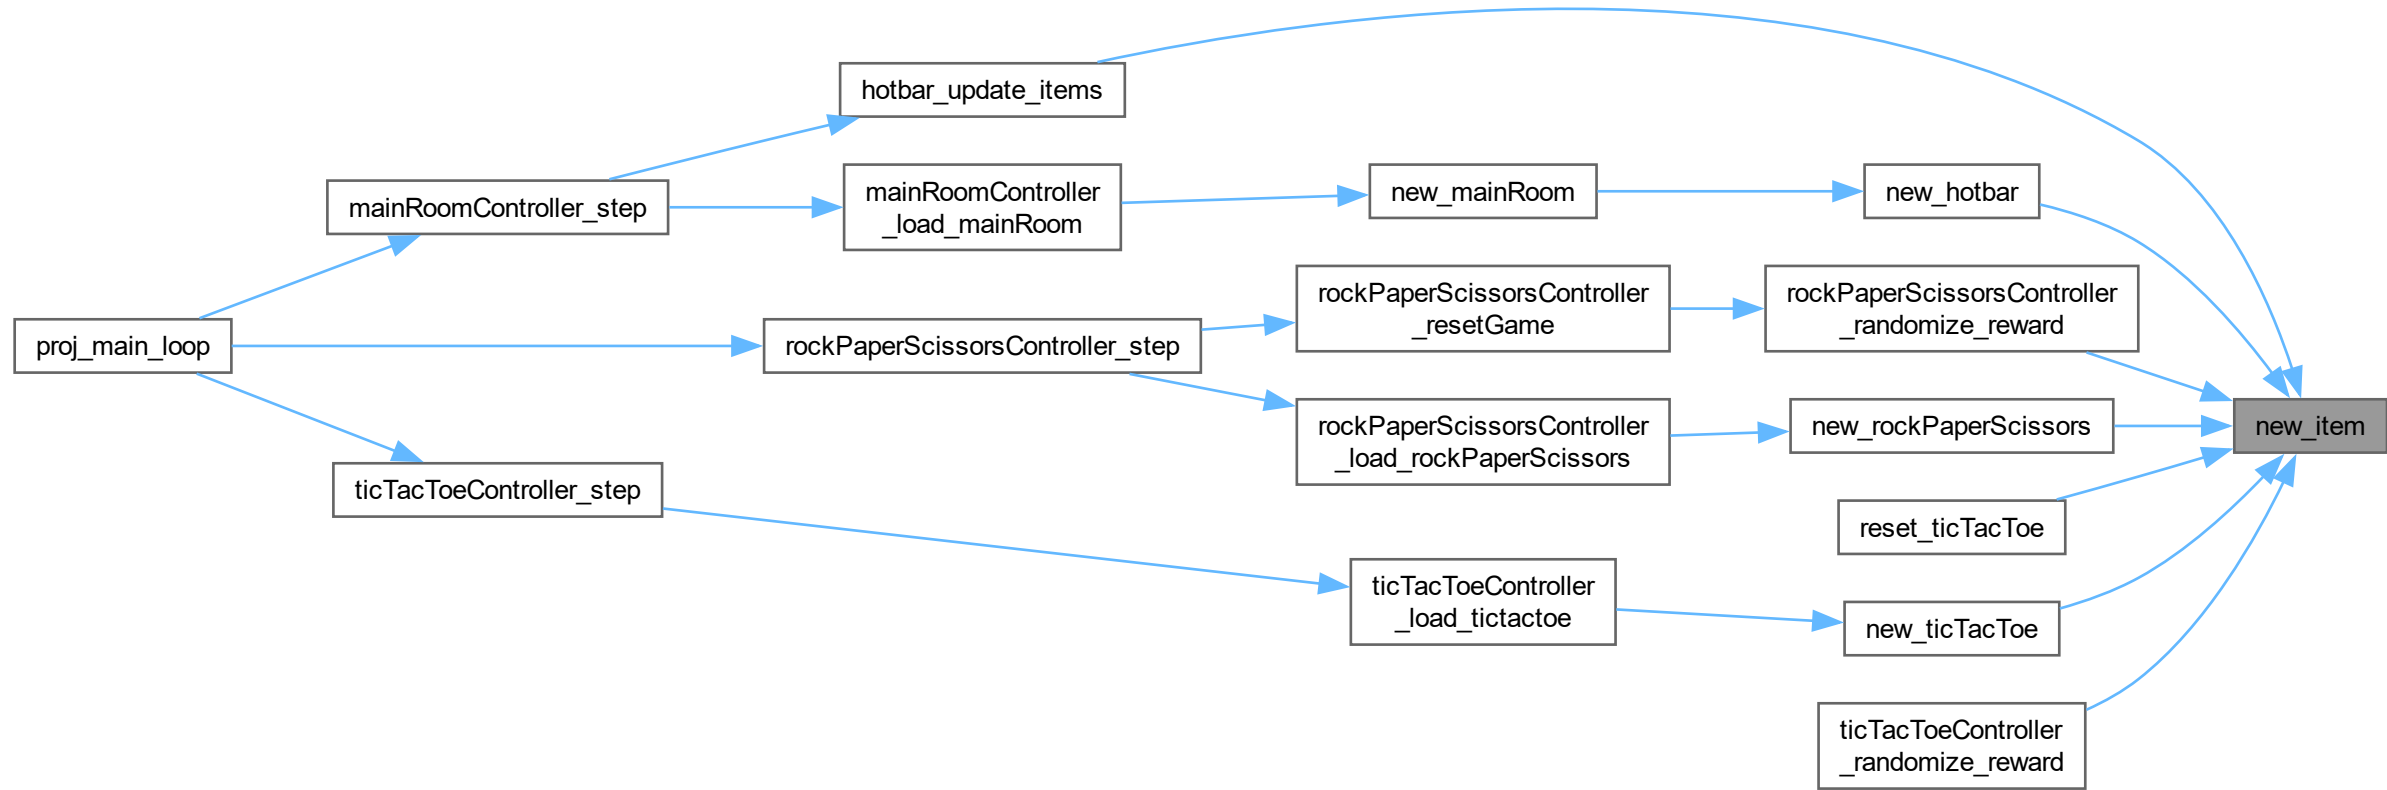 hotbar_update_items
mainRoomController
_load_mainRoom
new_mainRoom
new_hotbar
mainRoomController_step
rockPaperScissorsController
_resetGame
rockPaperScissorsController
_randomize_reward
proj_main_loop
rockPaperScissorsController_step
rockPaperScissorsController
_load_rockPaperScissors
new_rockPaperScissors
new_item
ticTacToeController_step
reset_ticTacToe
ticTacToeController
_load_tictactoe
new_ticTacToe
ticTacToeController
_randomize_reward